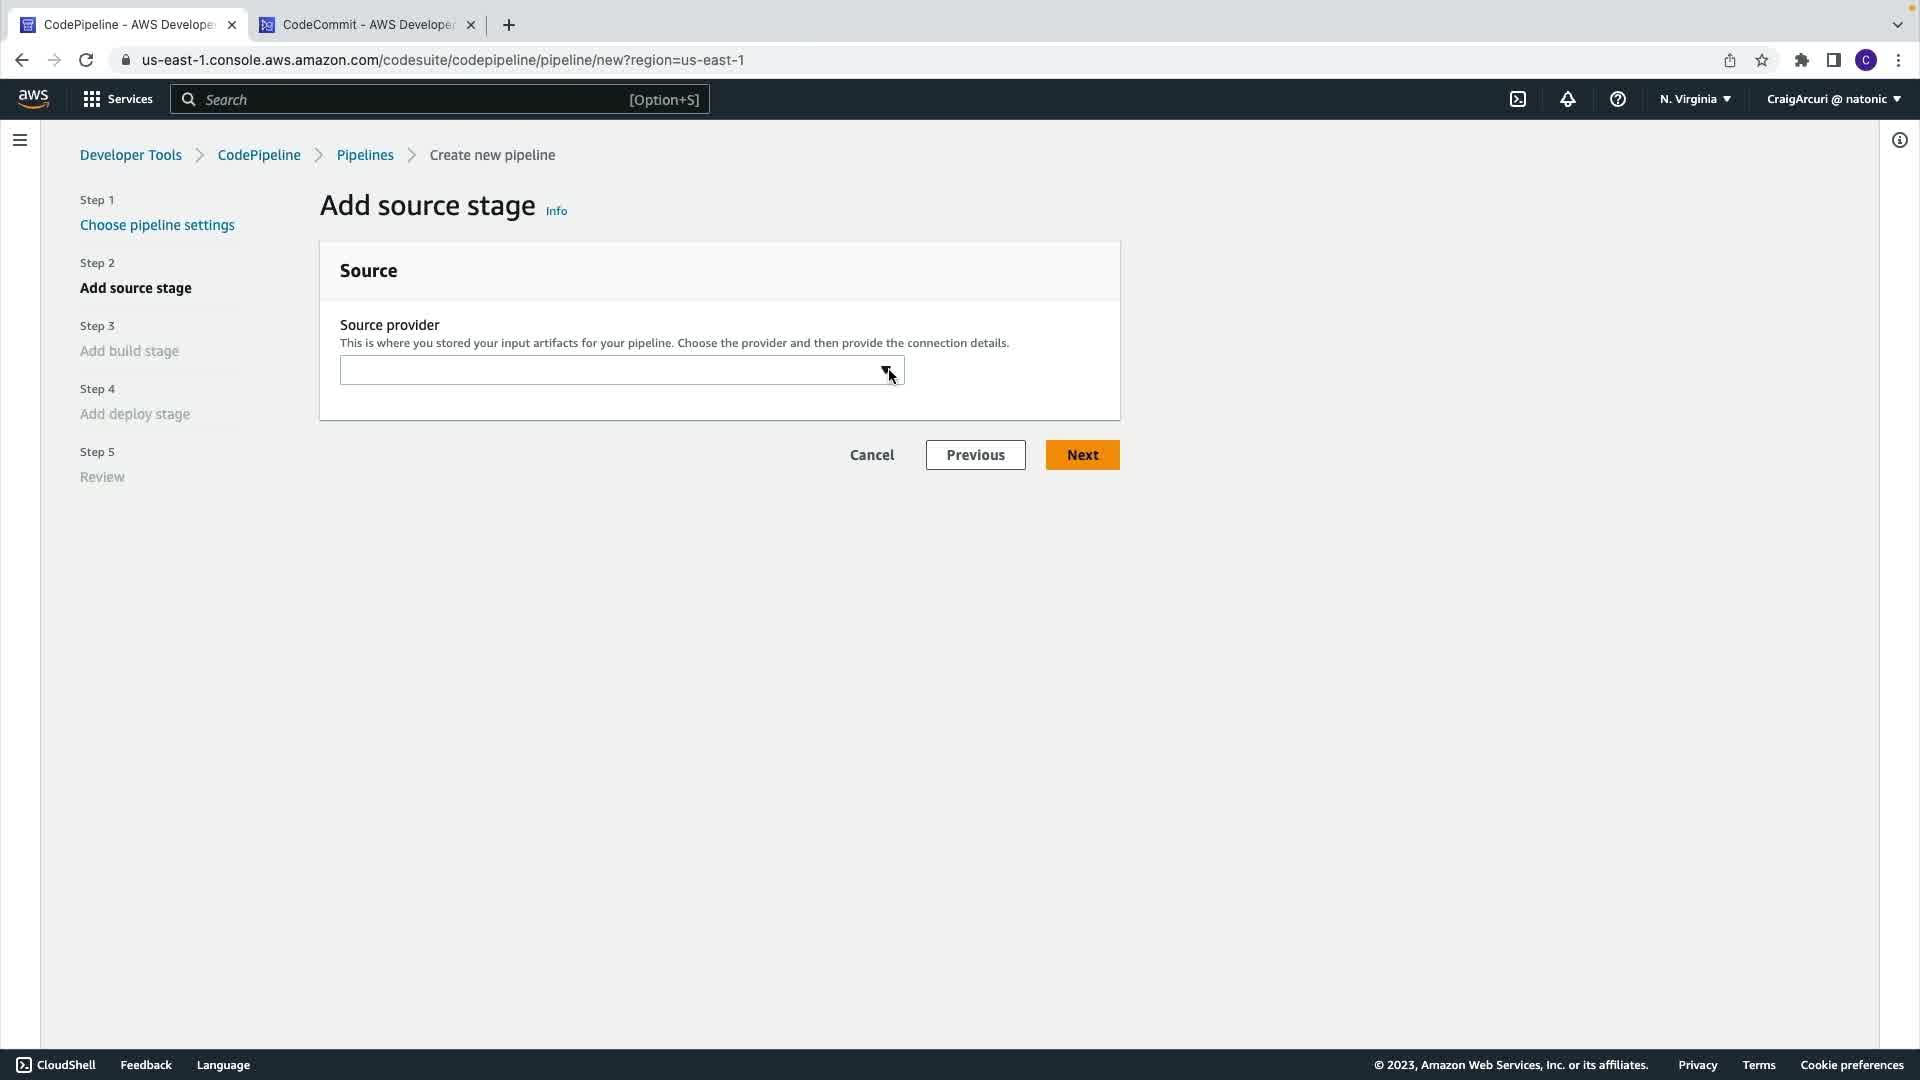 CodePipeline - AWS Develope
CodeCommit - AWS Developer
us-east-1.console.aws.amazon.com/codesuite/codepipeline/pipeline/new?region=us-east-1
C
aws
Services
Search
[Option+S]
N. Virginia
CraigArcuri @ natonic
Developer Tools
CodePipeline
Pipelines
Create new pipeline
Step 1
Choose pipeline settings
Step 2
Add source stage
Step 3
Add build stage
Step 4
Add deploy stage
Step 5
Review
Add source stage Info
Source
Source provider
This is where you stored your input artifacts for your pipeline. Choose the provider and then provide the connection details.
Cancel
Previous
Next
CloudShell
Feedback
Language
© 2023, Amazon Web Services, Inc. or its affiliates.
Privacy
Terms
Cookie preferences